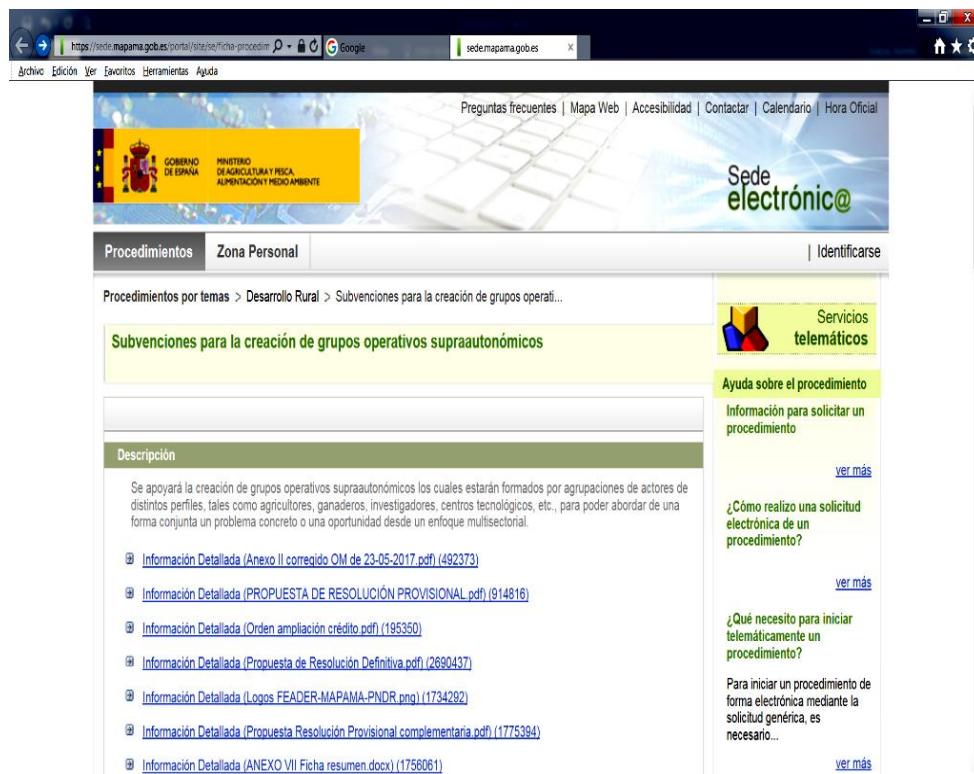 https://sede.mapama.gob.es/portal/site/se/ficha-procedim
Google
sede.mapama.gob.es
Archivo Edición Ver Favoritos Herramientas Ayuda
Preguntas frecuentes | Mapa Web | Accesibilidad | Contactar | Calendario | Hora Oficial
GOBIERNO DE ESPAÑA
MINISTERIO DE AGRICULTURA Y PESCA, ALIMENTACIÓN Y MEDIO AMBIENTE
Sede
electrónic@
Procedimientos Zona Personal | Identificarse
Procedimientos por temas > Desarrollo Rural > Subvenciones para la creación de grupos operati...
Subvenciones para la creación de grupos operativos supraautonómicos
Descripción
Se apoyará la creación de grupos operativos supraautonómicos los cuales estarán formados por agrupaciones de actores de
distintos perfiles, tales como agricultores, ganaderos, investigadores, centros tecnológicos, etc., para poder abordar de una
forma conjunta un problema concreto o una oportunidad desde un enfoque multisectorial.
Información Detallada (Anexo II corregido OM de 23-05-2017.pdf) (492373)
Información Detallada (PROPUESTA DE RESOLUCIÓN PROVISIONAL.pdf) (914816)
Información Detallada (Orden ampliación crédito.pdf) (195350)
Información Detallada (Propuesta de Resolución Definitiva.pdf) (2690437)
Información Detallada (Logos FEADER-MAPAMA-PNDR.png) (1734292)
Información Detallada (Propuesta Resolución Provisional complementaria.pdf) (1775394)
Información Detallada (ANEXO VII Ficha resumen.docx) (1756061)
Servicios
telemáticos
Ayuda sobre el procedimiento
Información para solicitar un
procedimiento
ver más
¿Cómo realizo una solicitud
electrónica de un
procedimiento?
ver más
¿Qué necesito para iniciar
telemáticamente un
procedimiento?
Para iniciar un procedimiento de
forma electrónica mediante la
solicitud genérica, es
necesario...
ver más